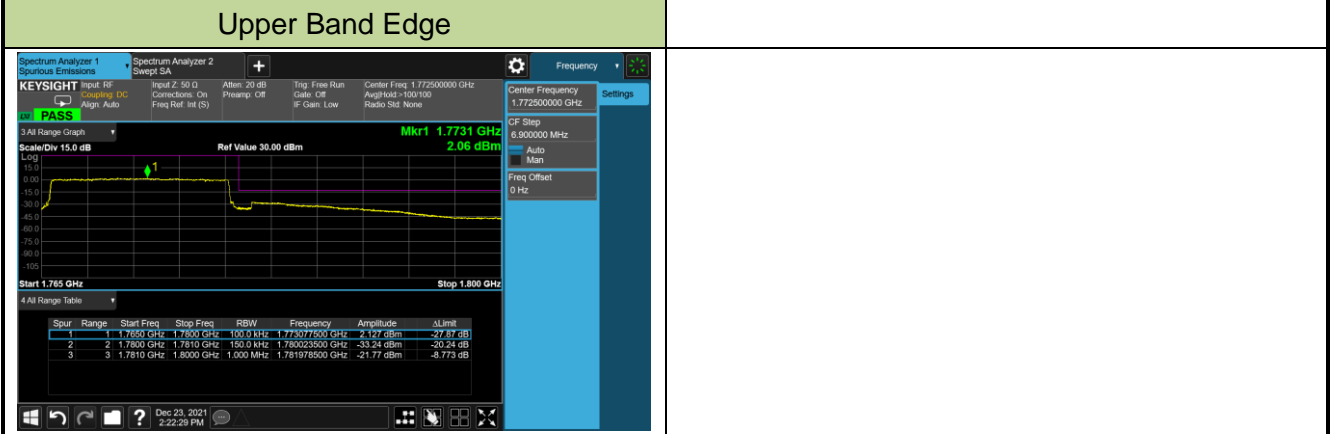 Upper Band Edge
Spectrum Analyzer 1
Spurious Emissions
Spectrum Analyzer 2
Swept SA
+
Frequency
KEYSIGHT
Input: RF
Coupling: DC
Align: Auto
Input Z: 50 Ω
Corrections: On
Freq Ref: Int (S)
Atten: 20 dB
Preamp: Off
Trig: Free Run
Gate: Off
IF Gain: Low
Center Freq: 1.772500000 GHz
Avg|Hold:>100/100
Radio Std: None
PASS
Center Frequency
1.772500000 GHz
Settings
CF Step
6.900000 MHz
Auto
Man
Freq Offset
0 Hz
3 All Range Graph
Mkr1 1.7731 GHz
Scale/Div 15.0 dB
Ref Value 30.00 dBm
2.06 dBm
Log
15.0
0.00
-15.0
-30.0
-45.0
-60.0
-75.0
-90.0
-105
1
Start 1.765 GHz
Stop 1.800 GHz
4 All Range Table
Spur Range Start Freq Stop Freq RBW Frequency Amplitude ΔLimit
1 1 1.7650 GHz 1.7800 GHz 100.0 kHz 1.773077500 GHz 2.127 dBm -27.87 dB
2 2 1.7800 GHz 1.7810 GHz 150.0 kHz 1.780023500 GHz -33.24 dBm -20.24 dB
3 3 1.7810 GHz 1.8000 GHz 1.000 MHz 1.781978500 GHz -21.77 dBm -8.773 dB
?
Dec 23, 2021
2:22:29 PM